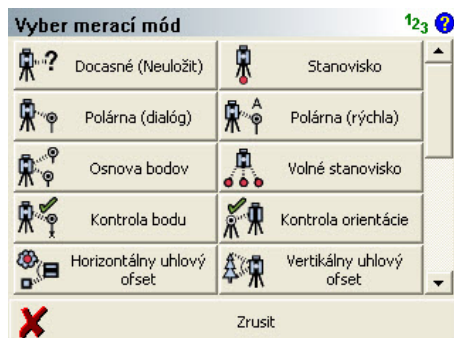 Vyber merací mód
123
?
?
Docasné (Neuložit)
Stanovisko
Polárna (dialóg)
A
Polárna (rýchla)
Osnova bodov
Volné stanovisko
Kontrola bodu
Kontrola orientácie
Horizontálny uhlový
ofset
Vertikálny uhlový
ofset
Zrusit